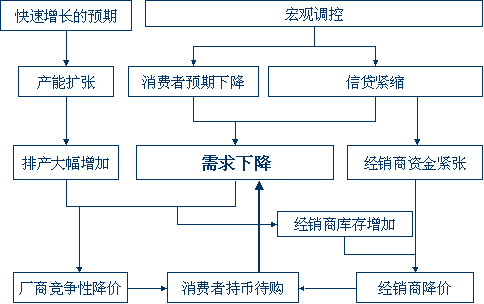 快速增长的预期
宏观调控
产能扩张
消费者预期下降
信贷紧缩
排产大幅增加
需求下降
经销商资金紧张
经销商库存增加
厂商竞争性降价
消费者持币待购
经销商降价